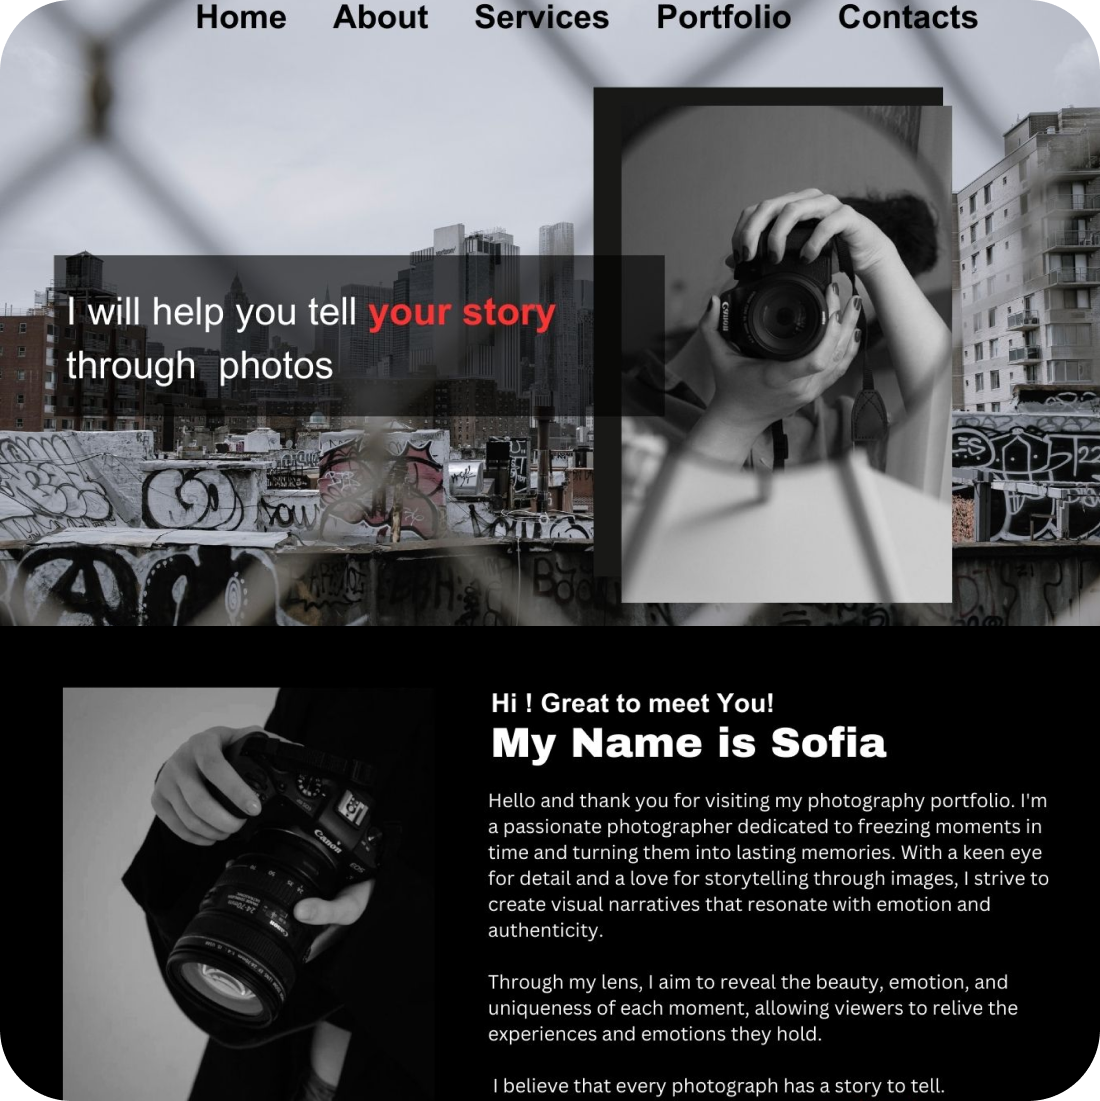 Home About Services Portfolio Contacts
I will help you tell your story
through photos
Canon
Hi ! Great to meet You!
My Name is Sofia
Hello and thank you for visiting my photography portfolio. I'm
a passionate photographer dedicated to freezing moments in
time and turning them into lasting memories. With a keen eye
for detail and a love for storytelling through images, I strive to
create visual narratives that resonate with emotion and
authenticity.
Through my lens, I aim to reveal the beauty, emotion, and
uniqueness of each moment, allowing viewers to relive the
experiences and emotions they hold.
I believe that every photograph has a story to tell.
Canon